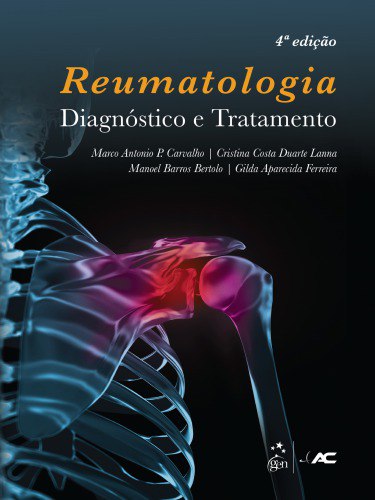 4ª edição
Reumatologia
Diagnóstico e Tratamento
Marco Antonio P. Carvalho | Cristina Costa Duarte Lanna
Manoel Barros Bertolo | Gilda Aparecida Ferreira
gen
AC